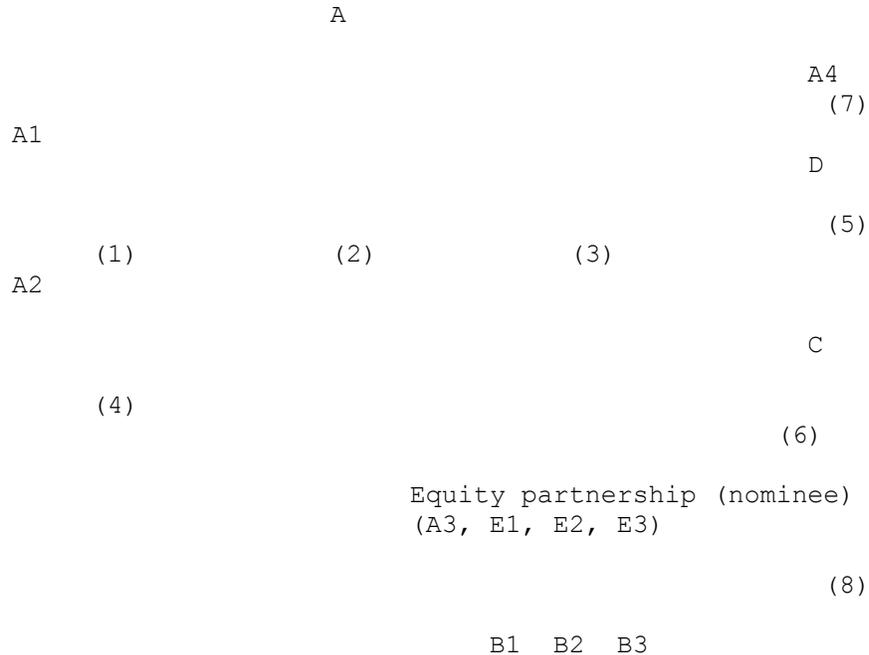 A
A4
(7)
A1
D
(5)
(1) (2) (3)
A2
C
(4)
(6)
Equity partnership (nominee)
(A3, E1, E2, E3)
(8)
B1 B2 B3